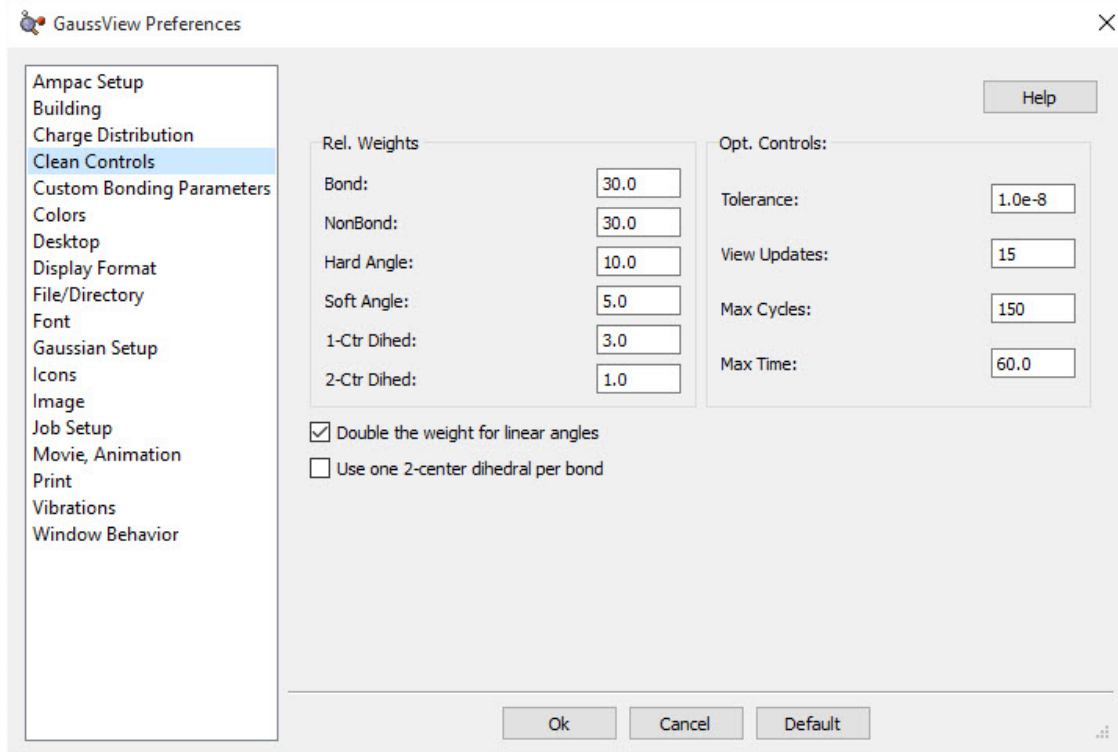 GaussView Preferences
Ampac Setup
Building
Charge Distribution
Clean Controls
Custom Bonding Parameters
Colors
Desktop
Display Format
File/Directory
Font
Gaussian Setup
Icons
Image
Job Setup
Movie, Animation
Print
Vibrations
Window Behavior
Help
Rel. Weights
Bond: 30.0
NonBond: 30.0
Hard Angle: 10.0
Soft Angle: 5.0
1-Ctr Dihed: 3.0
2-Ctr Dihed: 1.0
Opt. Controls:
Tolerance: 1.0e-8
View Updates: 15
Max Cycles: 150
Max Time: 60.0
Double the weight for linear angles
Use one 2-center dihedral per bond
Ok Cancel Default